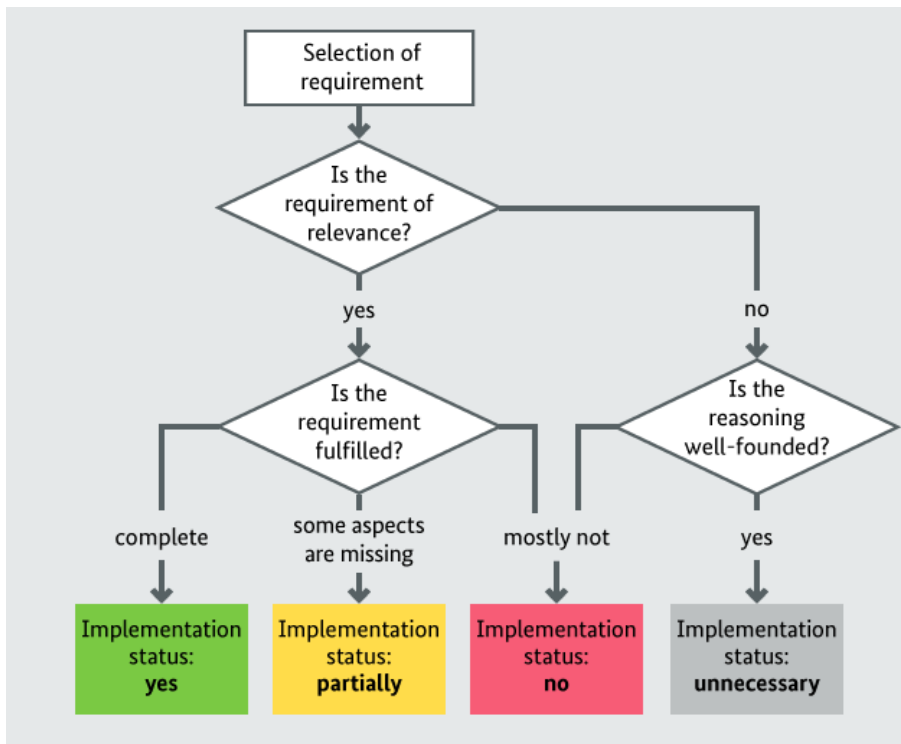 Selection of
requirement
Is the
requirement of
relevance?
yes
no
Is the
requirement
fulfilled?
Is the
reasoning
well-founded?
complete
some aspects
are missing
mostly not
yes
Implementation
status:
yes
Implementation
status:
partially
Implementation
status:
no
Implementation
status:
unnecessary